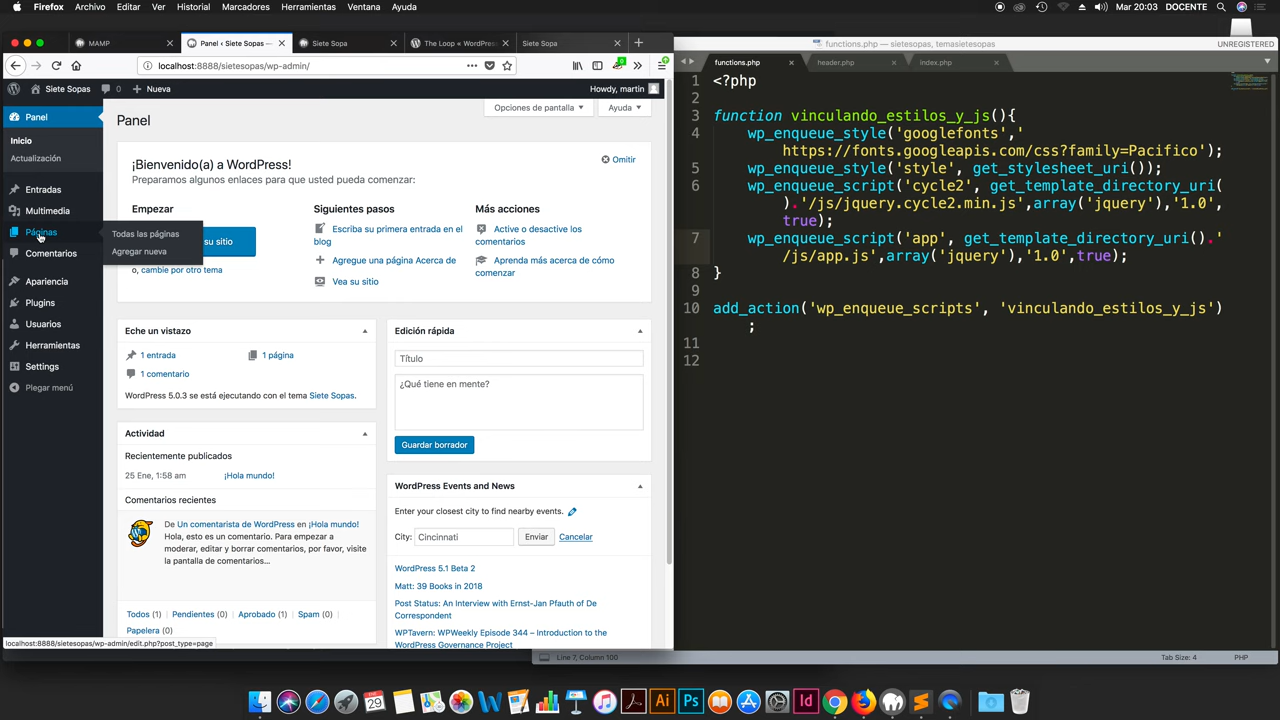 Firefox Archivo Editar Ver Historial Marcadores Herramientas Ventana Ayuda
Mar 20:03 DOCENTE
MAMP
Panel ‹ Siete Sopas —
Siete Sopa
The Loop « WordPress
Siete Sopa
localhost:8888/sietesopas/wp-admin/
Siete Sopas 0 Nueva
Howdy, martin
Panel
Inicio
Actualización
Entradas
Multimedia
Páginas
Todas las páginas
Agregar nueva
Comentarios
Apariencia
Plugins
Usuarios
Herramientas
Settings
Plegar menú
Opciones de pantalla
Ayuda
Panel
¡Bienvenido(a) a WordPress!
Omitir
Preparamos algunos enlaces para que usted pueda comenzar:
Empezar
su sitio
o, cambie por otro tema
Siguientes pasos
Escriba su primera entrada en el
blog
Agregue una página Acerca de
Vea su sitio
Más acciones
Active o desactive los
comentarios
Aprenda más acerca de cómo
comenzar
Eche un vistazo
1 entrada
1 página
1 comentario
WordPress 5.0.3 se está ejecutando con el tema Siete Sopas.
Actividad
Recientemente publicados
25 Ene, 1:58 am ¡Hola mundo!
Comentarios recientes
De Un comentarista de WordPress en ¡Hola mundo!
Hola, esto es un comentario. Para empezar a
moderar, editar y borrar comentarios, por favor, visite
la pantalla de comentarios...
Todos (1) | Pendientes (0) | Aprobado (1) | Spam (0) |
Papelera (0)
Edición rápida
Título
¿Qué tiene en mente?
Guardar borrador
WordPress Events and News
Enter your closest city to find nearby events.
City: Cincinnati Enviar Cancelar
WordPress 5.1 Beta 2
Matt: 39 Books in 2018
Post Status: An Interview with Ernst-Jan Pfauth of De
Correspondent
WPTavern: WPWeekly Episode 344 – Introduction to the
WordPress Governance Project
localhost:8888/sietesopas/wp-admin/edit.php?post_type=page
functions.php — sietesopas, temasietesopas
UNREGISTERED
functions.php
header.php
index.php
1 <?php
2
3 function vinculando_estilos_y_js(){
4 wp_enqueue_style('googlefonts','
https://fonts.googleapis.com/css?family=Pacifico');
5 wp_enqueue_style('style', get_stylesheet_uri());
6 wp_enqueue_script('cycle2', get_template_directory_uri(
).'/js/jquery.cycle2.min.js',array('jquery'),'1.0',
true);
7 wp_enqueue_script('app', get_template_directory_uri().'
/js/app.js',array('jquery'),'1.0',true);
8 }
9
10 add_action('wp_enqueue_scripts', 'vinculando_estilos_y_js')
;
11
12
Line 7, Column 100
Tab Size: 4
PHP